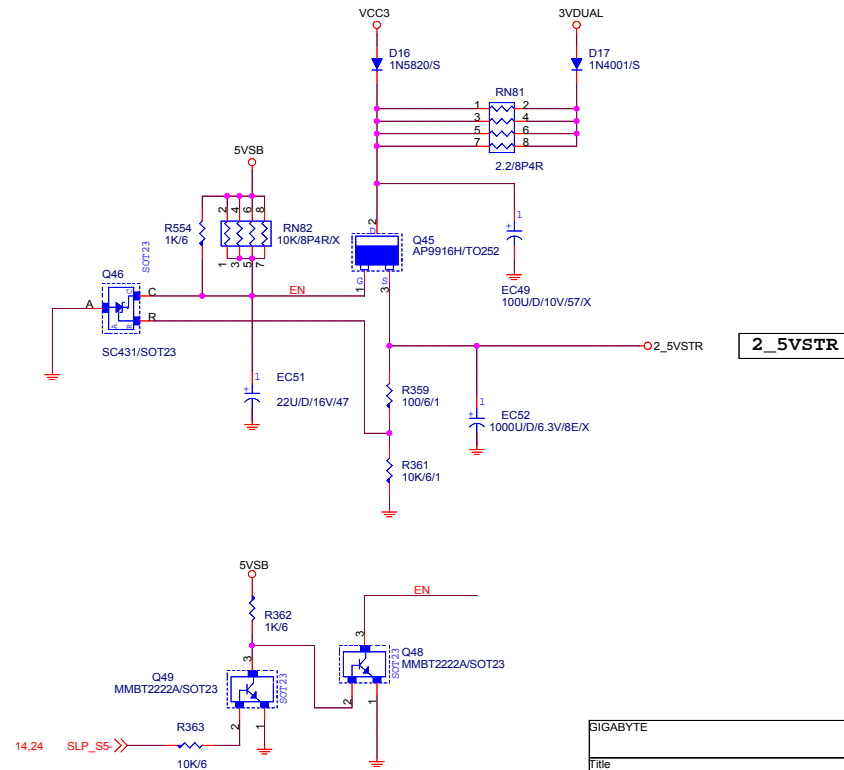 VCC3
3VDUAL
D16
1N5820/S
D17
1N4001/S
RN81
1 2
3 4
5 6
7 8
2.2/8P4R
5VSB
2 4 6 8
R554
1K/6
RN82
10K/8P4R/X
1 3 5 7
SOT23
2
D
Q45
AP9916H/TO252
G S
1 3
1
+
EC49
100U/D/10V/57/X
Q46
A
C
R
C
A R
EN
SC431/SOT23
2_5VSTR
2_5VSTR
1
+
EC51
22U/D/16V/47
R359
100/6/1
1
+
EC52
1000U/D/6.3V/8E/X
R361
10K/6/1
5VSB
R362
1K/6
EN
3
Q48
MMBT2222A/SOT23
SOT23
2 1
3
Q49
MMBT2222A/SOT23
SOT23
2 1
R363
14,24 SLP_S5-
10K/6
GIGABYTE
Title